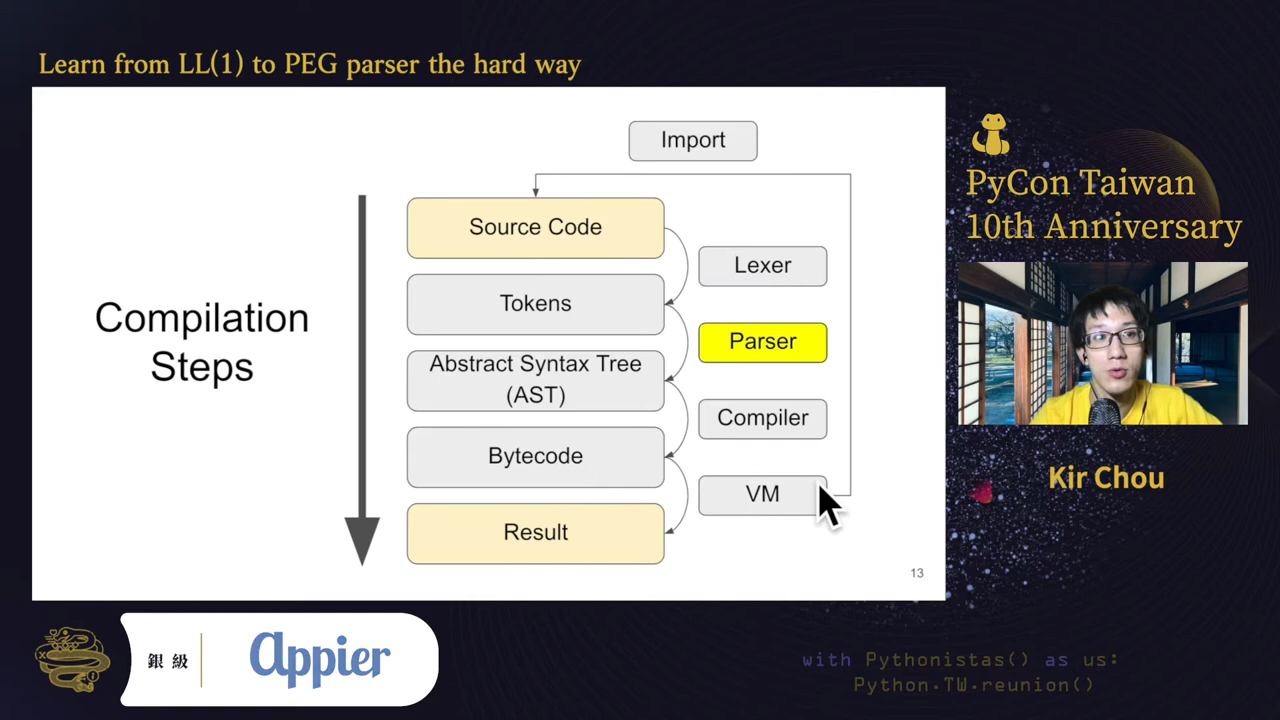 Learn from LL(1) to PEG parser the hard way
Import
Source Code
Lexer
Tokens
Parser
Abstract Syntax Tree
(AST)
Compiler
Bytecode
VM
Result
Compilation
Steps
13
PyCon Taiwan
10th Anniversary
Kir Chou
銀級
appier
with Pythonistas() as us:
Python.TW.reunion()